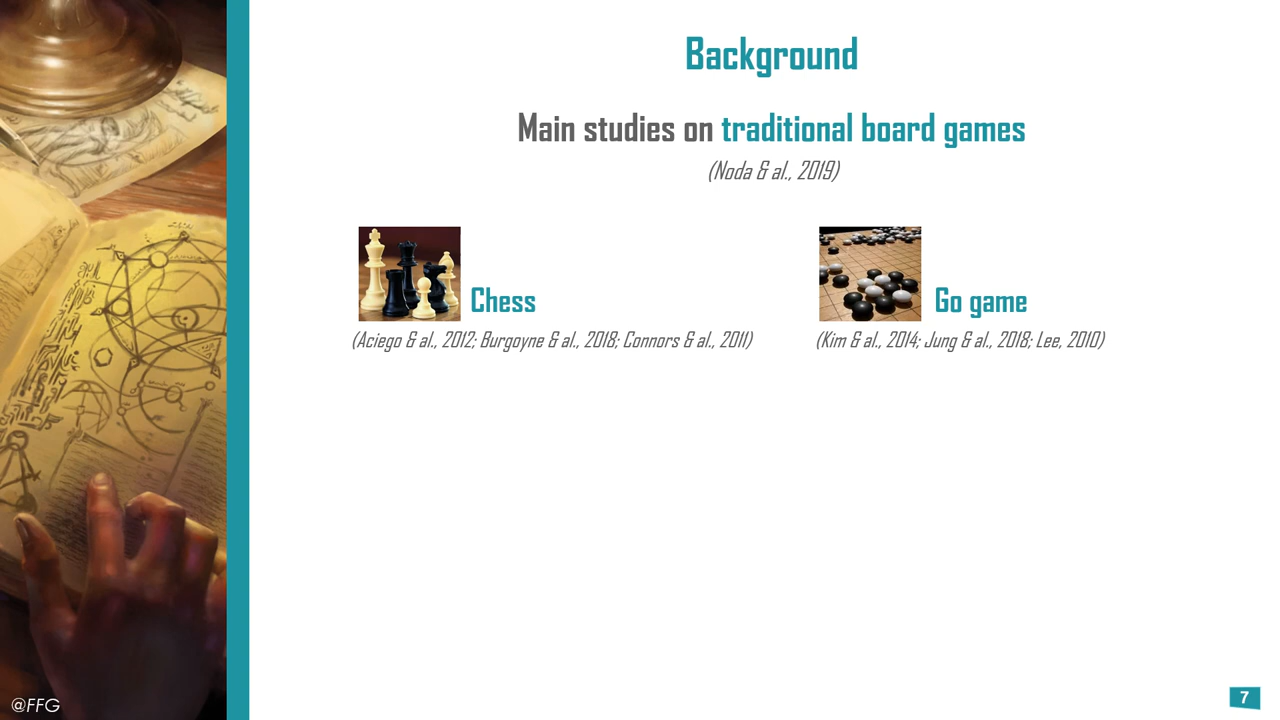 Background
Main studies on traditional board games
(Noda & al., 2019)
Chess
(Aciego & al., 2012; Burgoyne & al., 2018; Connors & al., 2011)
Go game
(Kim & al., 2014; Jung & al., 2018; Lee, 2010)
@FFG
7